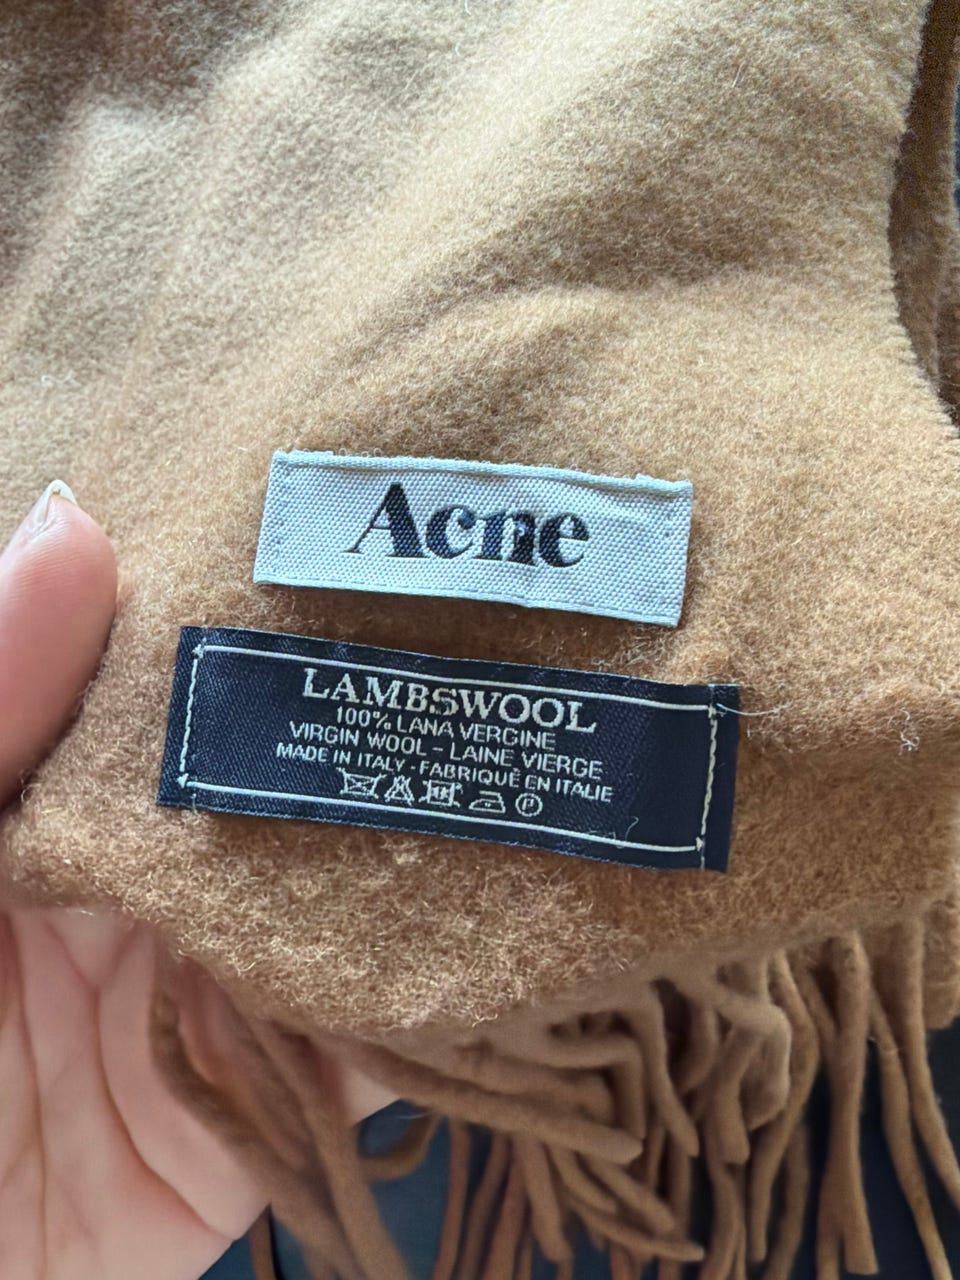 Acne
LAMBSWOOL
100% LANA VERGINE
VIRGIN WOOL - LAINE VIERGE
MADE IN ITALY - FABRIQUÉ EN ITALIE
P